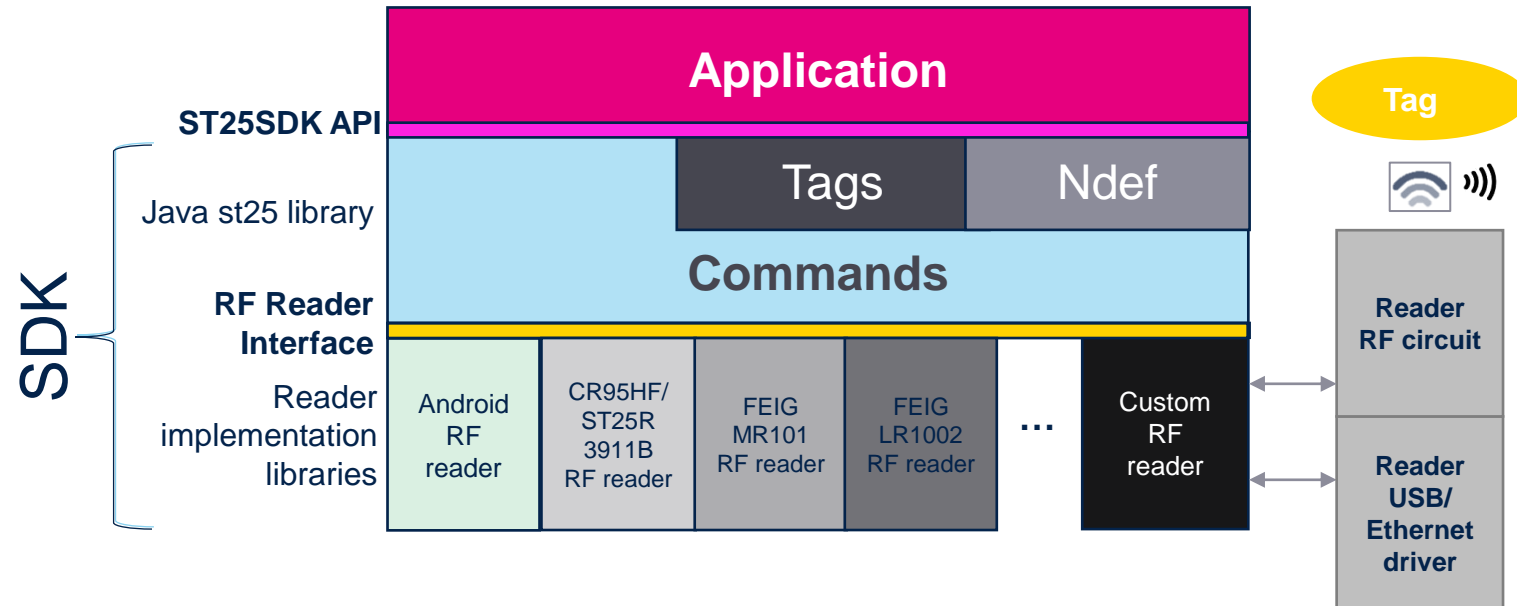 Application
Tag
ST25SDK API
Tags
Ndef
Java st25 library
Commands
SDK
RF Reader
Interface
Reader
RF circuit
Reader
implementation
libraries
Android
RF
reader
CR95HF/
ST25R
3911B
RF reader
FEIG
MR101
RF reader
FEIG
LR1002
RF reader
...
Custom
RF
reader
Reader
USB/
Ethernet
driver